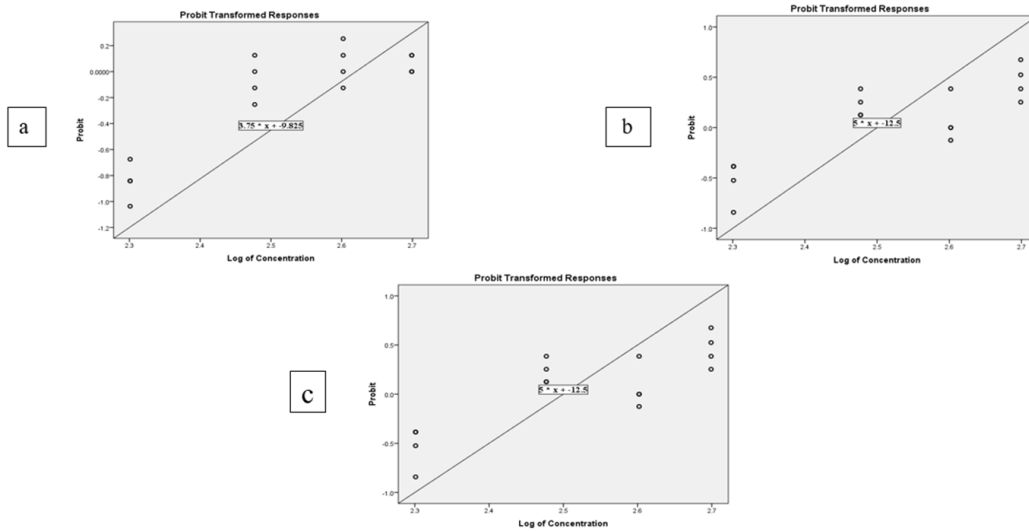 Probit Transformed Responses
a
Probit
0.2
0.0000
-0.2
-0.4
-0.6
-0.8
-1.0
-1.2
3.75 * x + -9.825
2.3
2.4
2.5
2.6
2.7
Log of Concentration
Probit Transformed Responses
b
Probit
1.0
0.5
0.0
-0.5
-1.0
5 * x + -12.5
2.3
2.4
2.5
2.6
2.7
Log of Concentration
Probit Transformed Responses
c
Probit
1.0
0.5
0.0
-0.5
-1.0
5 * x + -12.5
2.3
2.4
2.5
2.6
2.7
Log of Concentration